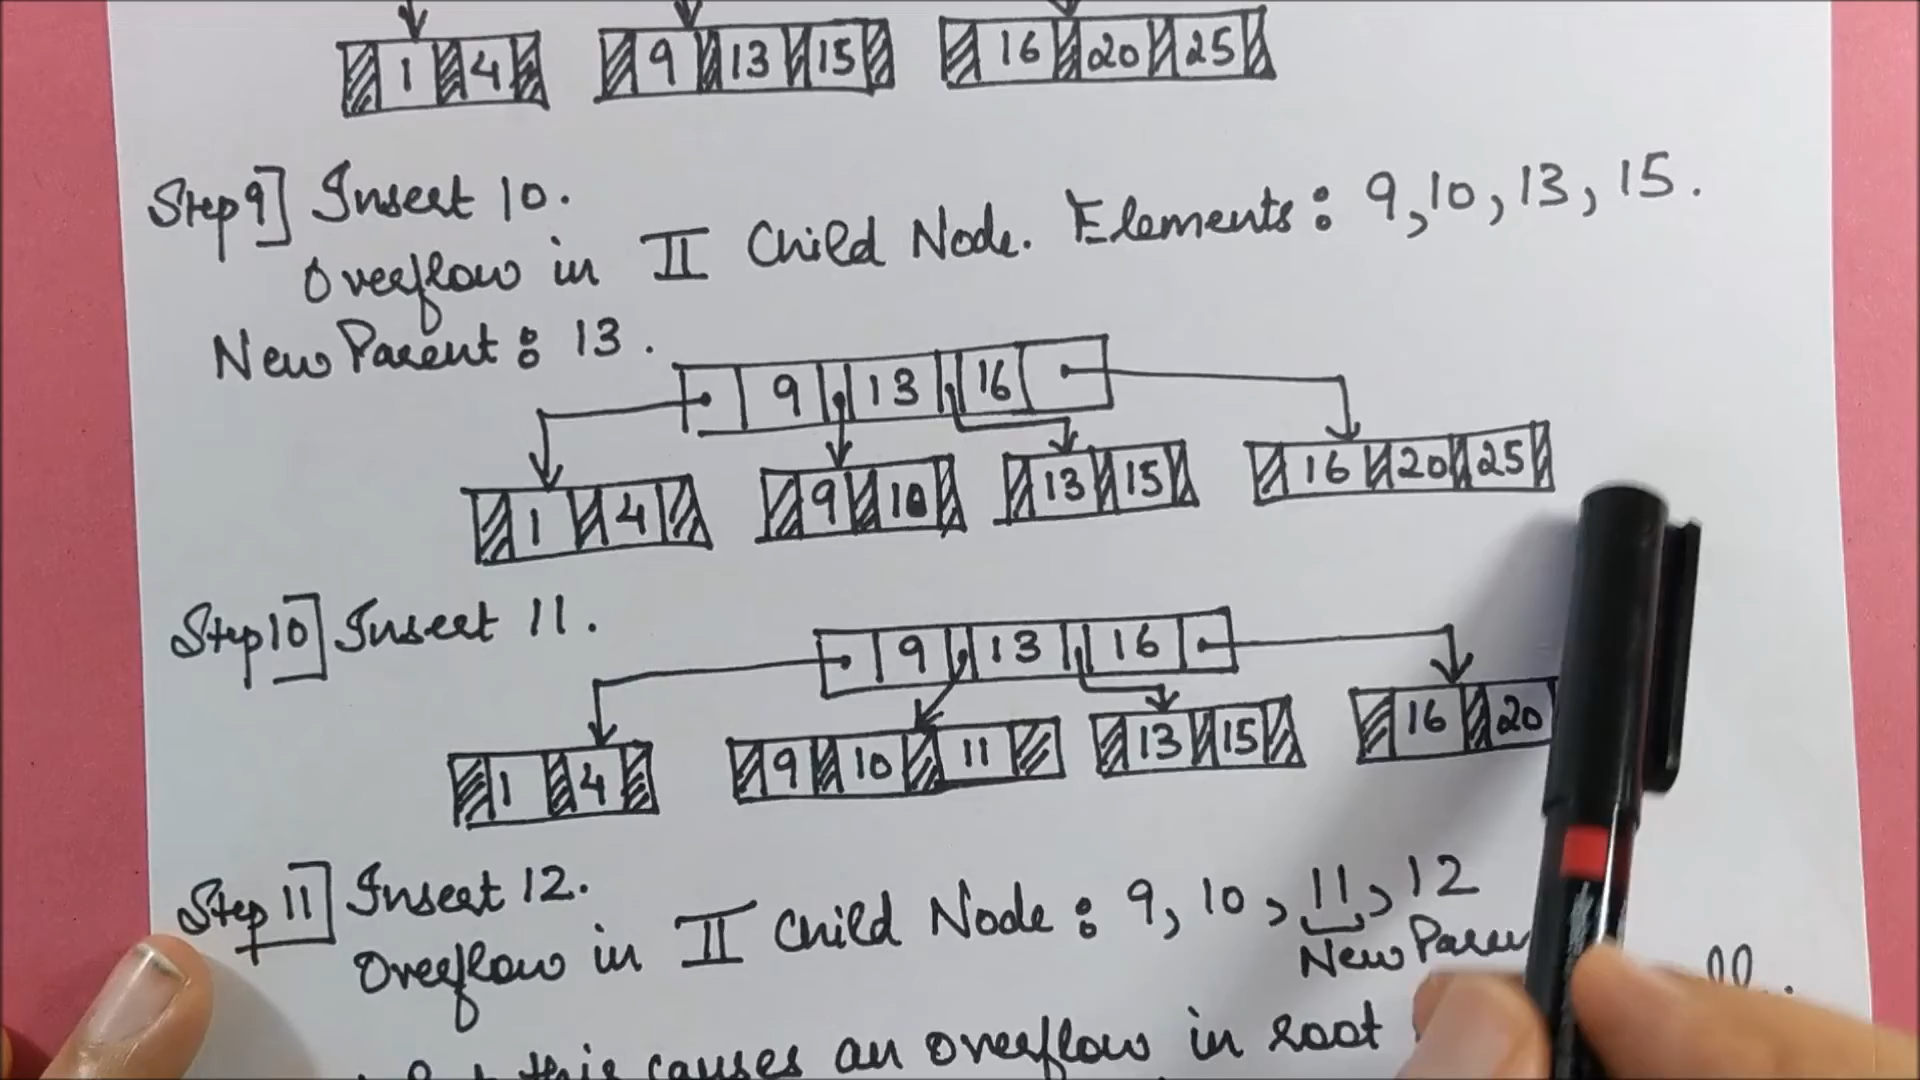 1 4 9 13 15 16 20 25
Step 9] Insert 10.
Overflow in II Child Node. Elements: 9, 10, 13, 15.
New Parent: 13.
9 13 16
1 4 9 10 13 15 16 20 25
Step 10] Insert 11.
9 13 16
1 4 9 10 11 13 15 16 20
Step 11] Insert 12.
Overflow in II Child Node: 9, 10, 11, 12
New Paren
this causes an overflow in root